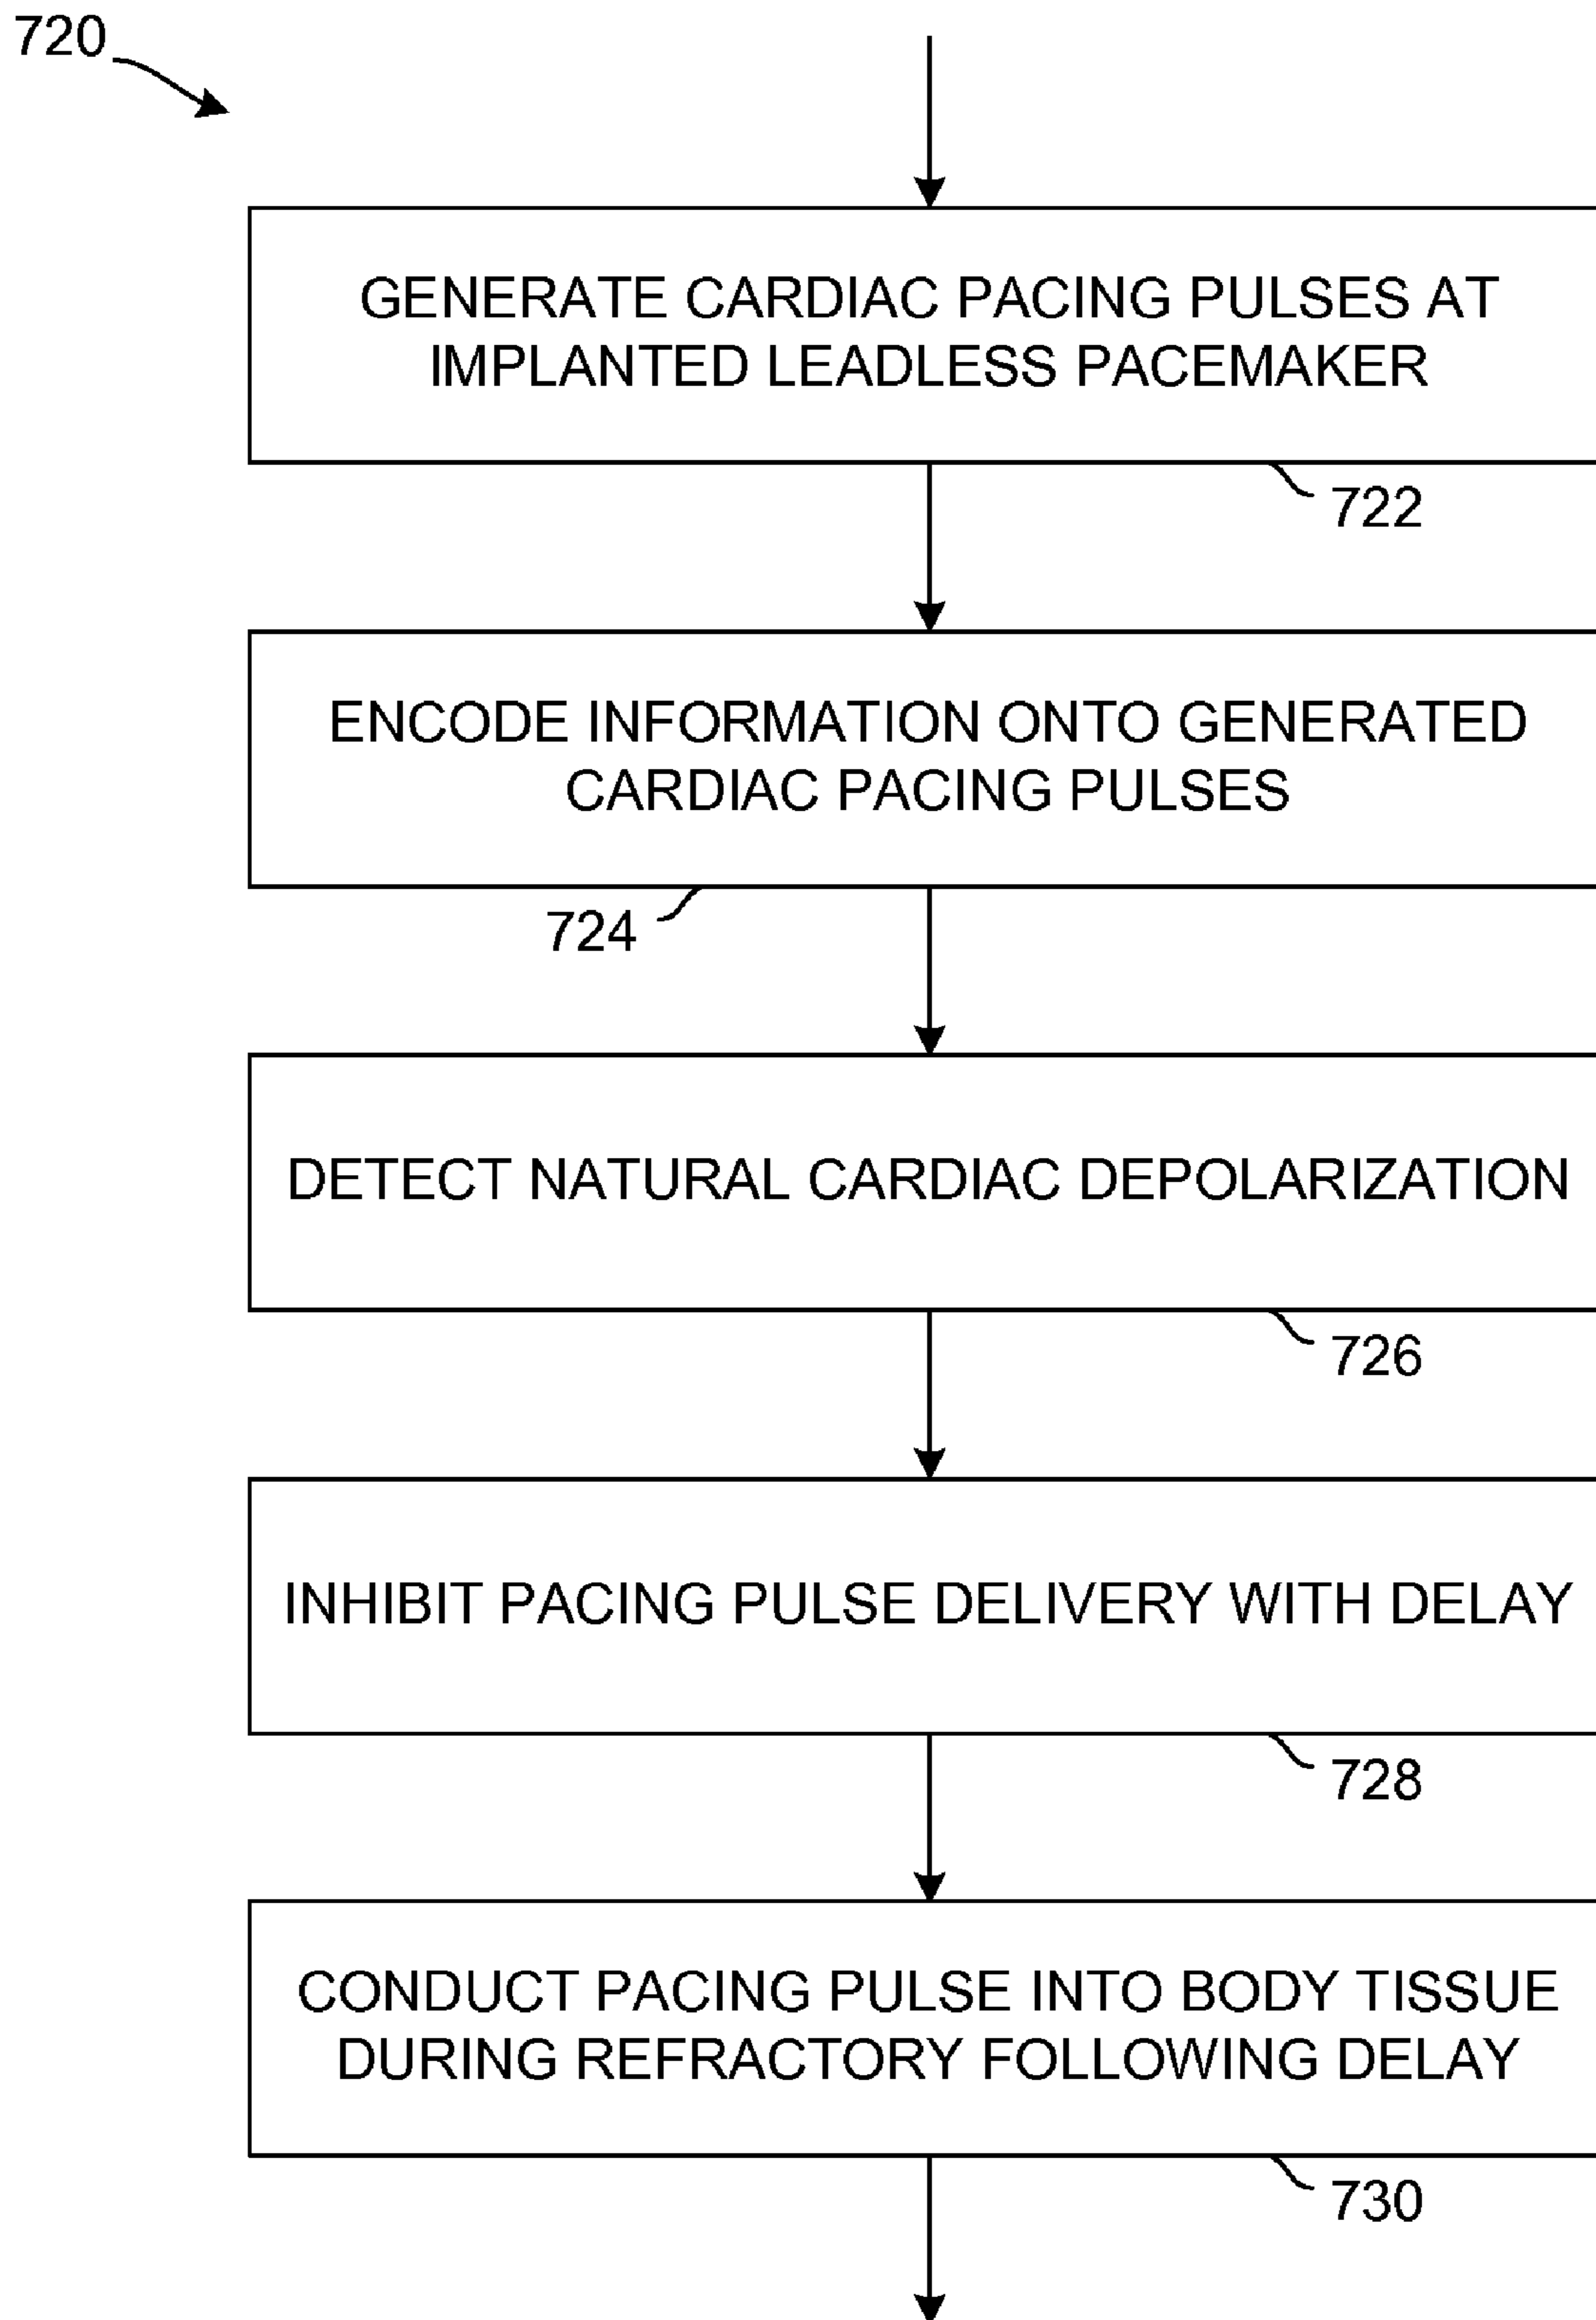 720
GENERATE CARDIAC PACING PULSES AT
IMPLANTED LEADLESS PACEMAKER
722
ENCODE INFORMATION ONTO GENERATED
CARDIAC PACING PULSES
724
DETECT NATURAL CARDIAC DEPOLARIZATION
726
INHIBIT PACING PULSE DELIVERY WITH DELAY
728
CONDUCT PACING PULSE INTO BODY TISSUE
DURING REFRACTORY FOLLOWING DELAY
730